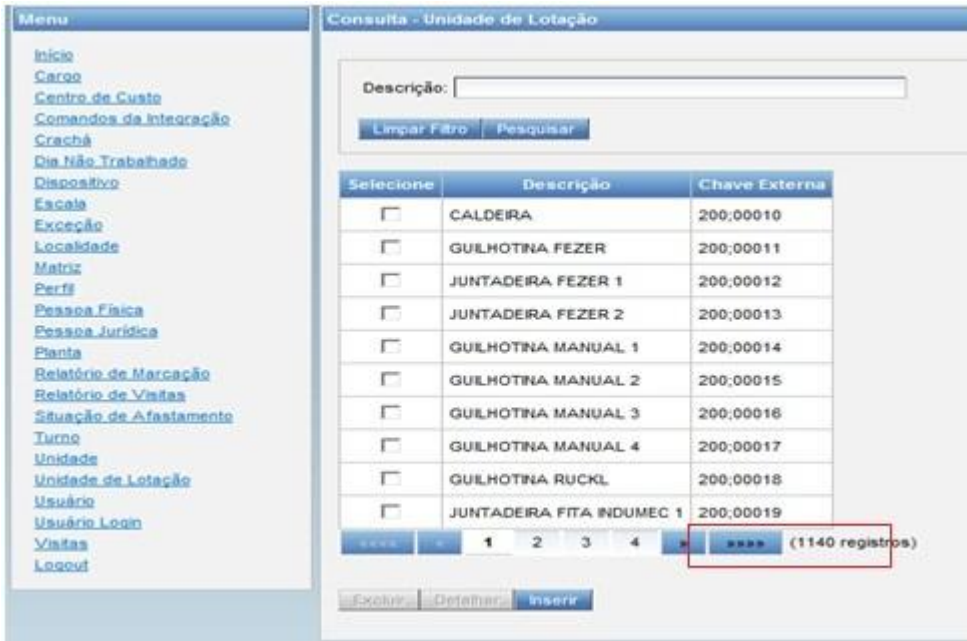 Menu
Início
Cargo
Centro de Custo
Comandos da Integração
Crachá
Dia Não Trabalhado
Dispositivo
Escala
Exceção
Localidade
Matriz
Perfil
Pessoa Física
Pessoa Jurídica
Planta
Relatório de Marcação
Relatório de Visitas
Situação de Afastamento
Turno
Unidade
Unidade de Lotação
Usuário
Usuário Login
Visitas
Logout
Consulta - Unidade de Lotação
Descrição:
Limpar Filtro Pesquisar
Selecione Descrição Chave Externa
CALDEIRA 200;00010
GUILHOTINA FEZER 200;00011
JUNTADEIRA FEZER 1 200;00012
JUNTADEIRA FEZER 2 200;00013
GUILHOTINA MANUAL 1 200;00014
GUILHOTINA MANUAL 2 200;00015
GUILHOTINA MANUAL 3 200;00016
GUILHOTINA MANUAL 4 200;00017
GUILHOTINA RUCKL 200;00018
JUNTADEIRA FITA INDUMEC 1 200;00019
«««« « 1 2 3 4 » »»»» (1140 registros)
Excluir Detalhar Inserir